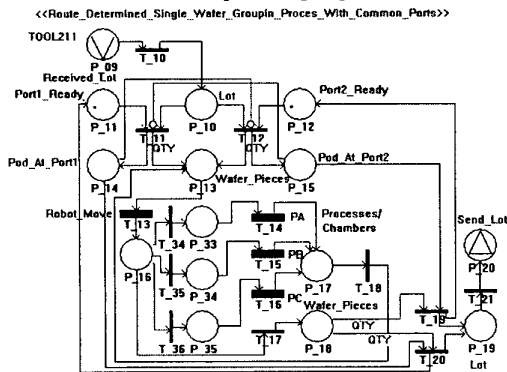 <<Route_Determined_Single_Wafer_Groupin_Proces_With_Common_Ports>>
TOOL211
P_09
T_10
Received_Lot
Port1_Ready
Lot
Port2_Ready
P_11
T_11
P_10
T_12
P_12
QTY
QTY
Pod_At_Port1
Pod_At_Port2
P_14
P_13
Wafer_Pieces
P_15
Robot_Move
T_13
T_34
P_33
PA
T_14
Processes/
Chambers
Send_Lot
P_16
PB
T_15
P_20
T_35
P_34
PC
T_16
P_17
T_18
T_21
Wafer_Pieces
T_19
T_36
P_35
T_17
P_18
QTY
QTY
T_20
P_19
Lot